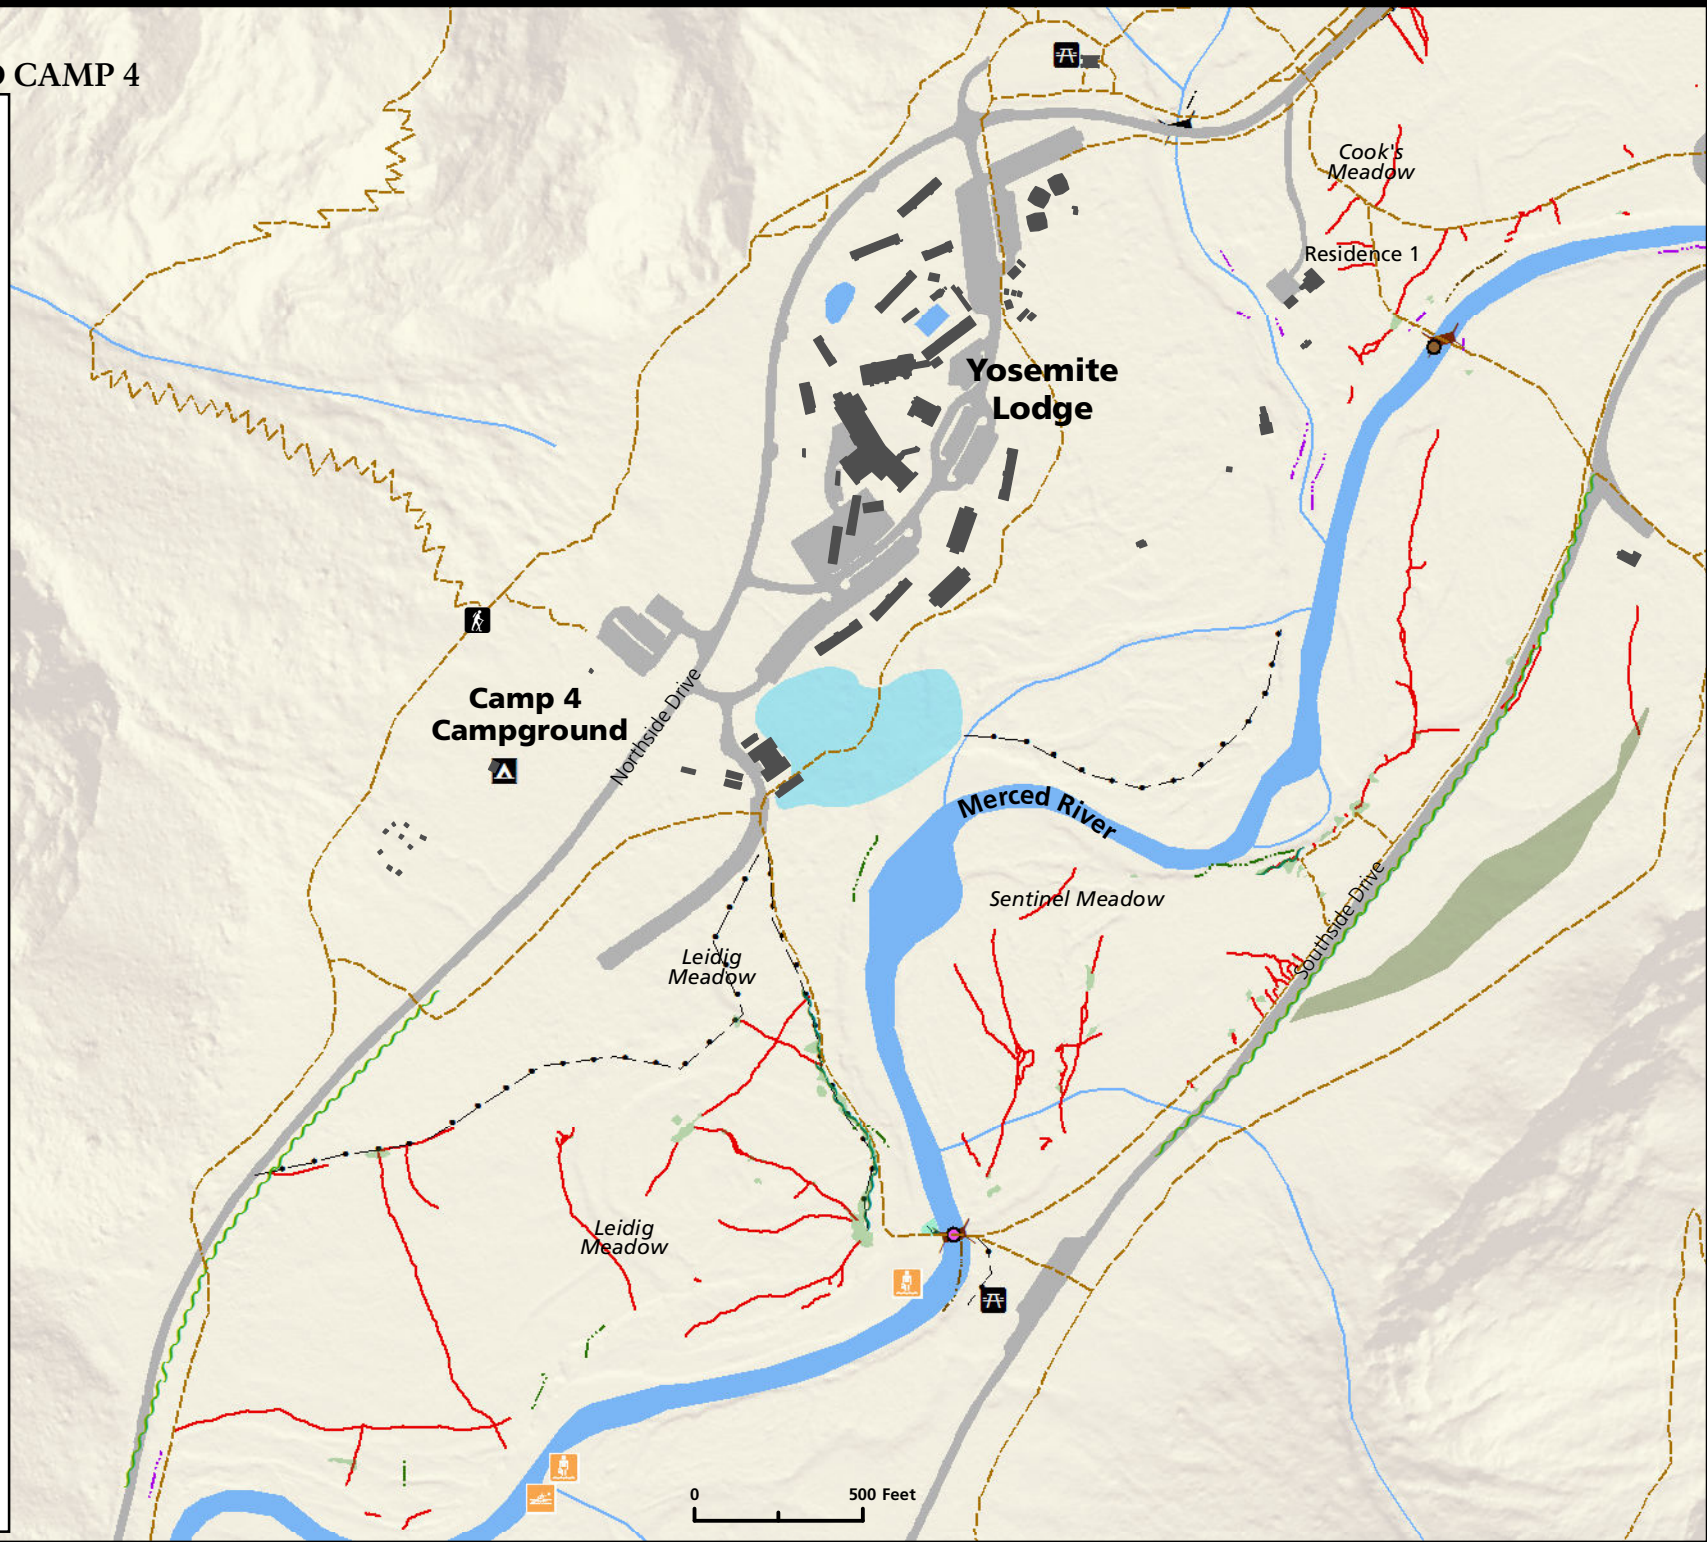 CAMP 4
Cook's
Meadow
Residence 1
Yosemite
Lodge
Camp 4
Campground
Northside Drive
Merced River
Sentinel Meadow
Southside Drive
Leidig
Meadow
Leidig
Meadow
0 500 Feet